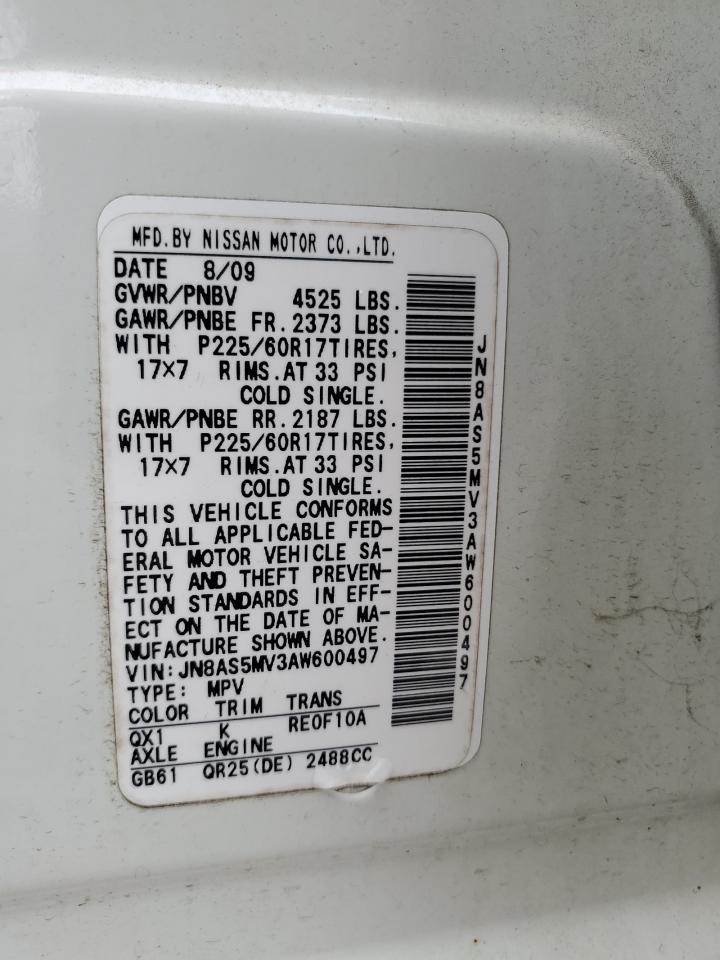 MFD.BY NISSAN MOTOR CO.,LTD.
DATE 8/09
GVWR/PNBV 4525 LBS.
GAWR/PNBE FR. 2373 LBS.
WITH P225/60R17TIRES,
17×7 RIMS.AT 33 PSI
COLD SINGLE.
GAWR/PNBE RR. 2187 LBS.
WITH P225/60R17TIRES,
17×7 RIMS.AT 33 PSI
COLD SINGLE.
THIS VEHICLE CONFORMS
TO ALL APPLICABLE FED-
ERAL MOTOR VEHICLE SA-
FETY AND THEFT PREVEN-
TION STANDARDS IN EFF-
ECT ON THE DATE OF MA-
NUFACTURE SHOWN ABOVE.
VIN:JN8AS5MV3AW600497
TYPE: MPV
COLOR TRIM TRANS
QX1 K RE0F10A
AXLE ENGINE
GB61 QR25(DE) 2488CC
JN8AS5MV3AW600497